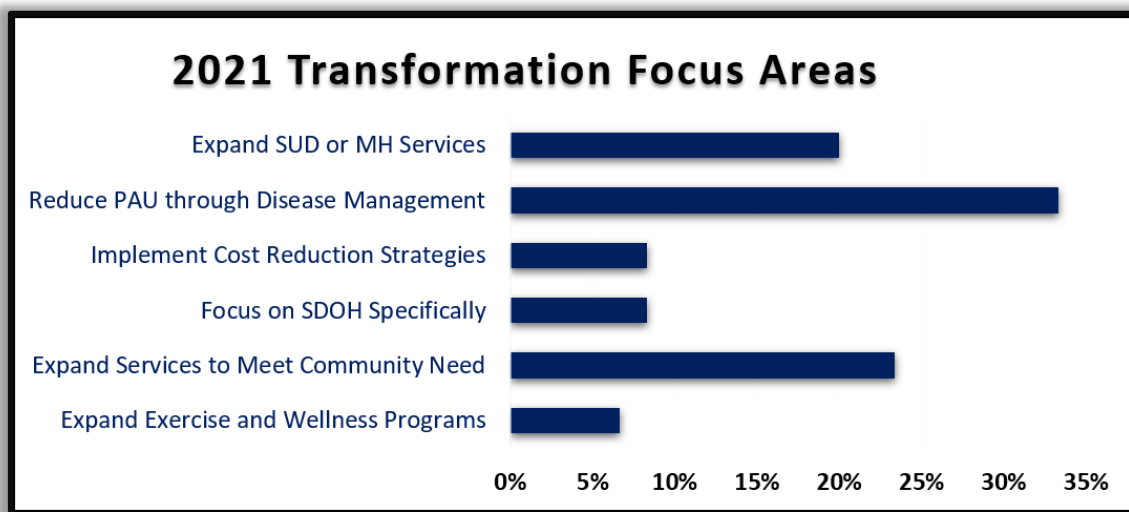 2021 Transformation Focus Areas
Expand SUD or MH Services
Reduce PAU through Disease Management
Implement Cost Reduction Strategies
Focus on SDOH Specifically
Expand Services to Meet Community Need
Expand Exercise and Wellness Programs
0% 5% 10% 15% 20% 25% 30% 35%